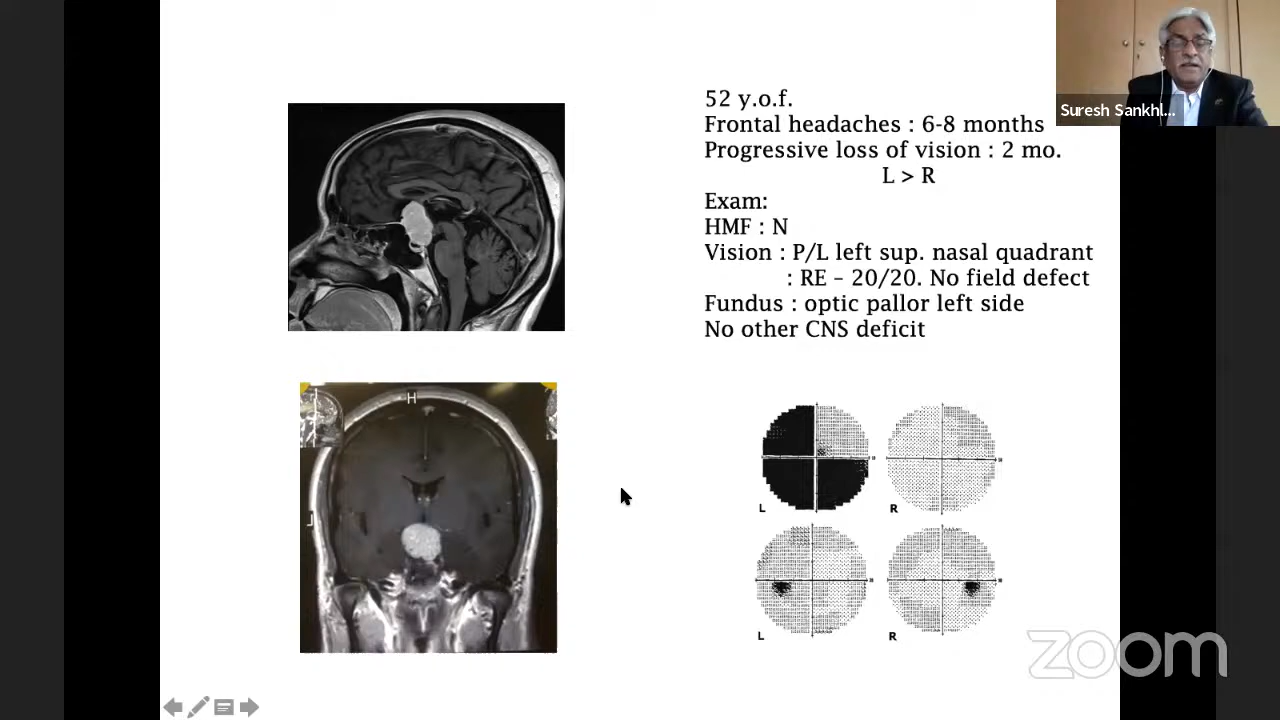 52 y.o.f.
Frontal headaches : 6-8 months
Progressive loss of vision : 2 mo.
L > R
Exam:
HMF : N
Vision : P/L left sup. nasal quadrant
: RE – 20/20. No field defect
Fundus : optic pallor left side
No other CNS deficit
Suresh Sankhl...
H
L
L
R
L
R
zoom